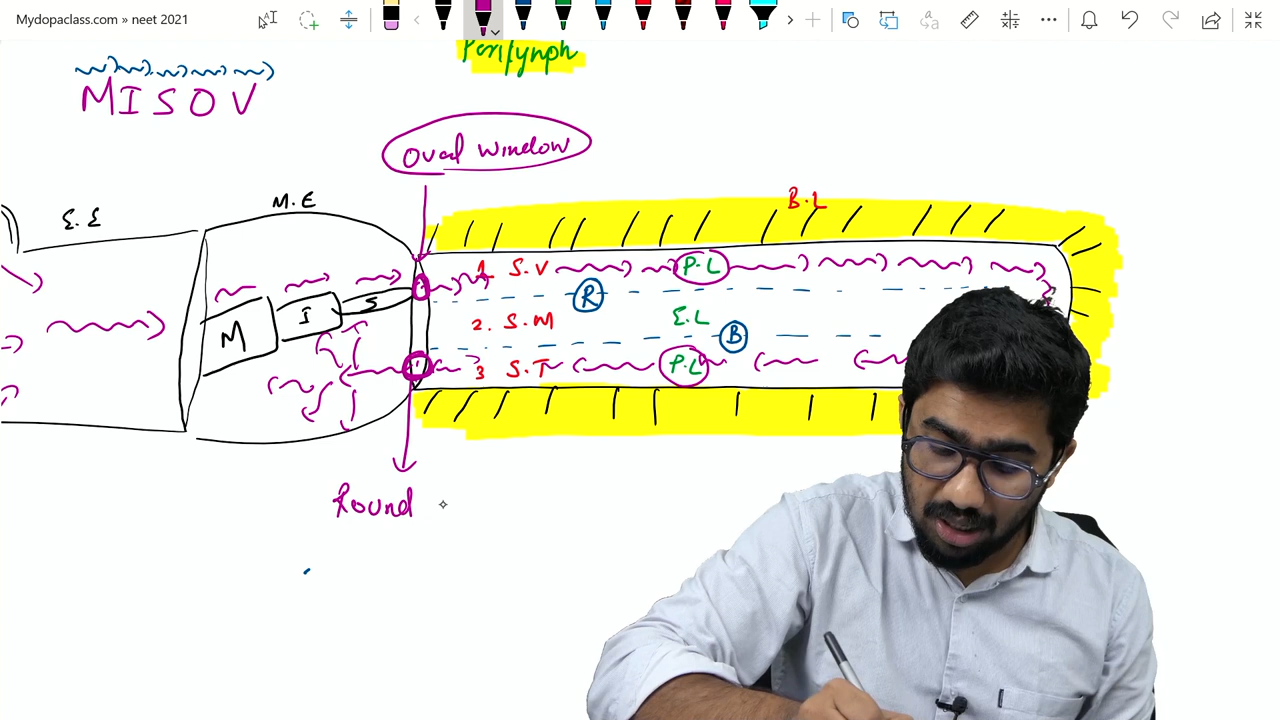 Mydopaclass.com » neet 2021
Perilymph
MISOV
Oval window
E.E
M.E
B.L
1. S.V
P.L
R
M
I
S
2. S.M
E.L
B
3 S.T
P.L
Round